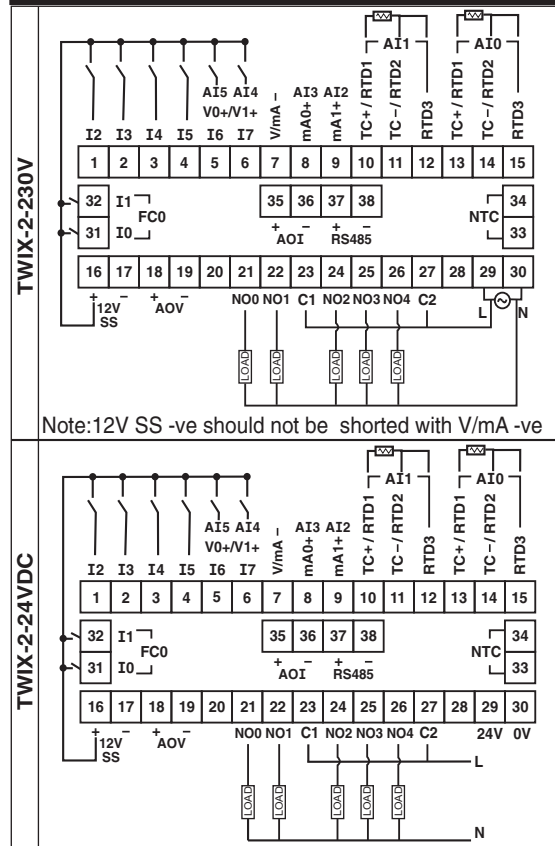 TWIX-2-230V
AI1 AI0
TC+ / RTD1 TC- / RTD2 RTD3 TC+ / RTD1 TC- / RTD2 RTD3
AI5 AI4 V/mA - AI3 AI2
V0+/V1+ mA0+ mA1+
I2 I3 I4 I5 I6 I7
1 2 3 4 5 6 7 8 9 10 11 12 13 14 15
32 I1 35 36 37 38 34
FC0 NTC
31 I0 + AOI - + RS485 - 33
16 17 18 19 20 21 22 23 24 25 26 27 28 29 30
+ 12V - + AOV - NO0 NO1 C1 NO2 NO3 NO4 C2 L N
SS
LOAD LOAD LOAD LOAD LOAD
Note:12V SS -ve should not be shorted with V/mA -ve
TWIX-2-24VDC
AI1 AI0
TC+ / RTD1 TC- / RTD2 RTD3 TC+ / RTD1 TC- / RTD2 RTD3
AI5 AI4 V/mA - AI3 AI2
V0+/V1+ mA0+ mA1+
I2 I3 I4 I5 I6 I7
1 2 3 4 5 6 7 8 9 10 11 12 13 14 15
32 I1 35 36 37 38 34
FC0 NTC
31 I0 + AOI - + RS485 - 33
16 17 18 19 20 21 22 23 24 25 26 27 28 29 30
+ 12V - + AOV - NO0 NO1 C1 NO2 NO3 NO4 C2 24V 0V
SS
L
LOAD LOAD LOAD LOAD LOAD
N